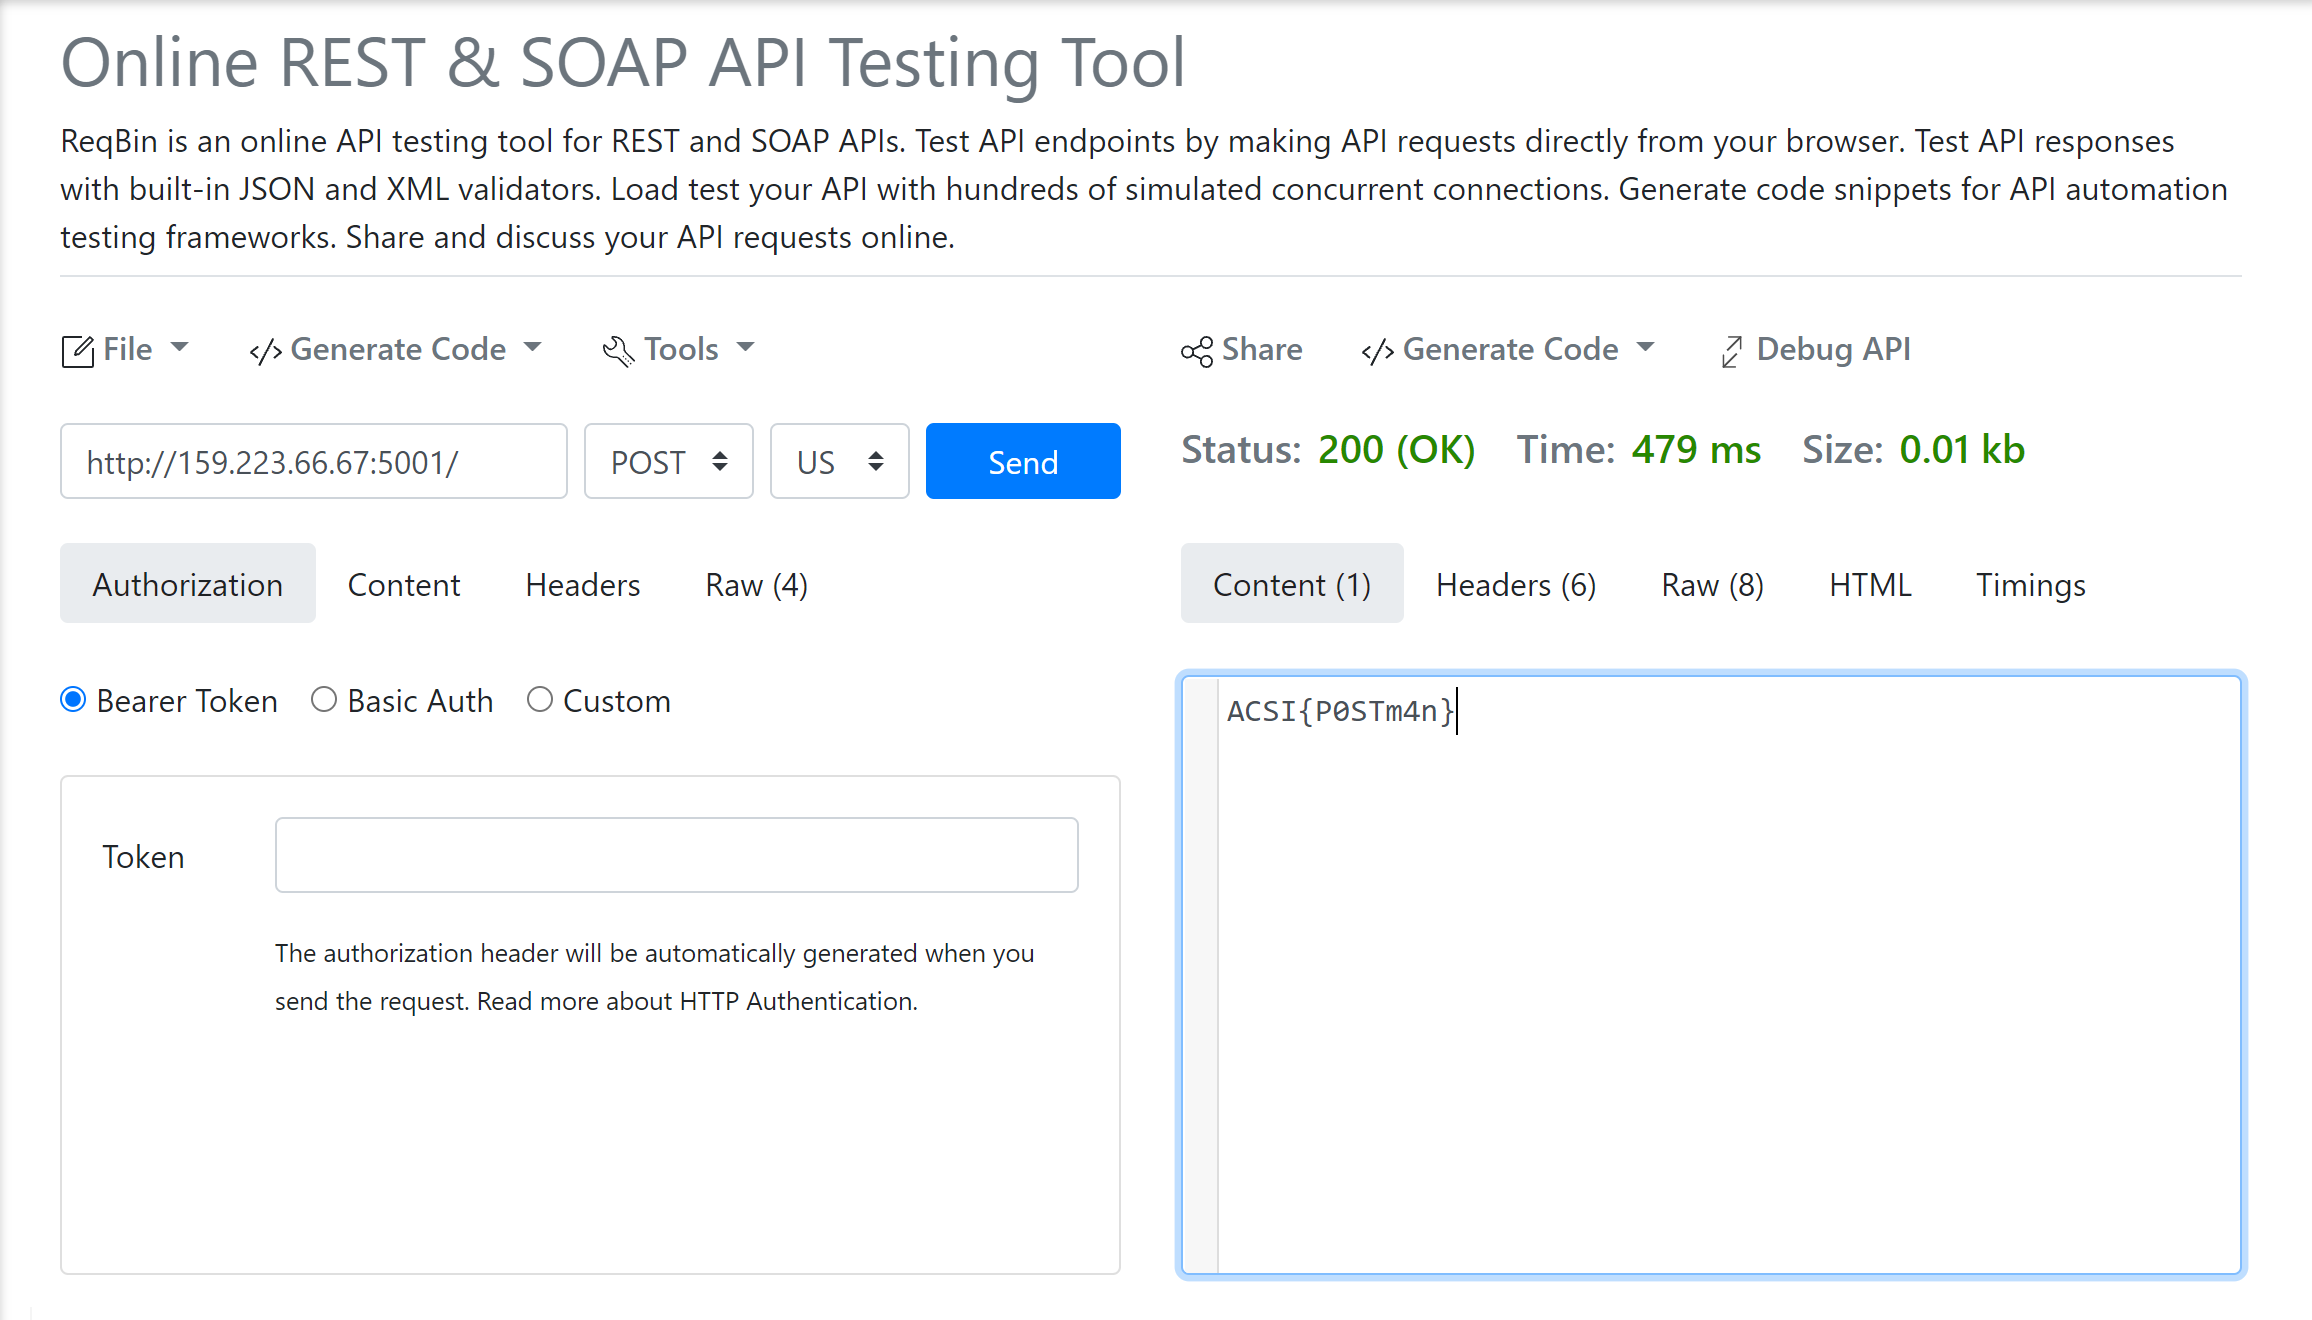 Online REST & SOAP API Testing Tool
ReqBin is an online API testing tool for REST and SOAP APIs. Test API endpoints by making API requests directly from your browser. Test API responses
with built-in JSON and XML validators. Load test your API with hundreds of simulated concurrent connections. Generate code snippets for API automation
testing frameworks. Share and discuss your API requests online.
File </> Generate Code Tools
Share </> Generate Code Debug API
http://159.223.66.67:5001/ POST US Send
Status: 200 (OK) Time: 479 ms Size: 0.01 kb
Authorization Content Headers Raw (4)
Content (1) Headers (6) Raw (8) HTML Timings
Bearer Token Basic Auth Custom
ACSI{P0STm4n}
Token
The authorization header will be automatically generated when you
send the request. Read more about HTTP Authentication.